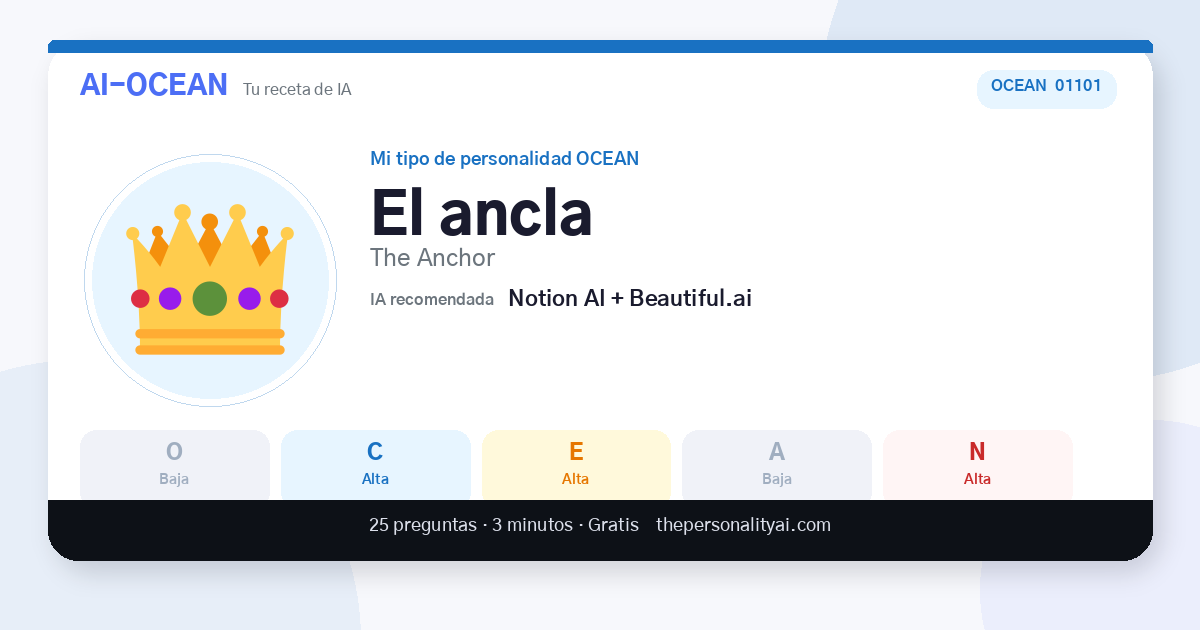 AI-OCEAN Tu receta de IA
OCEAN 01101
Mi tipo de personalidad OCEAN
El ancla
The Anchor
IA recomendada Notion AI + Beautiful.ai
O C E A N
Baja Alta Alta Baja Alta
25 preguntas · 3 minutos · Gratis thepersonalityai.com